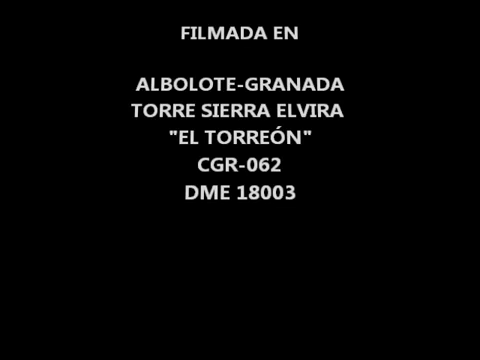 FILMADA EN
ALBOLOTE-GRANADA
TORRE SIERRA ELVIRA
"EL TORREÓN"
CGR-062
DME 18003